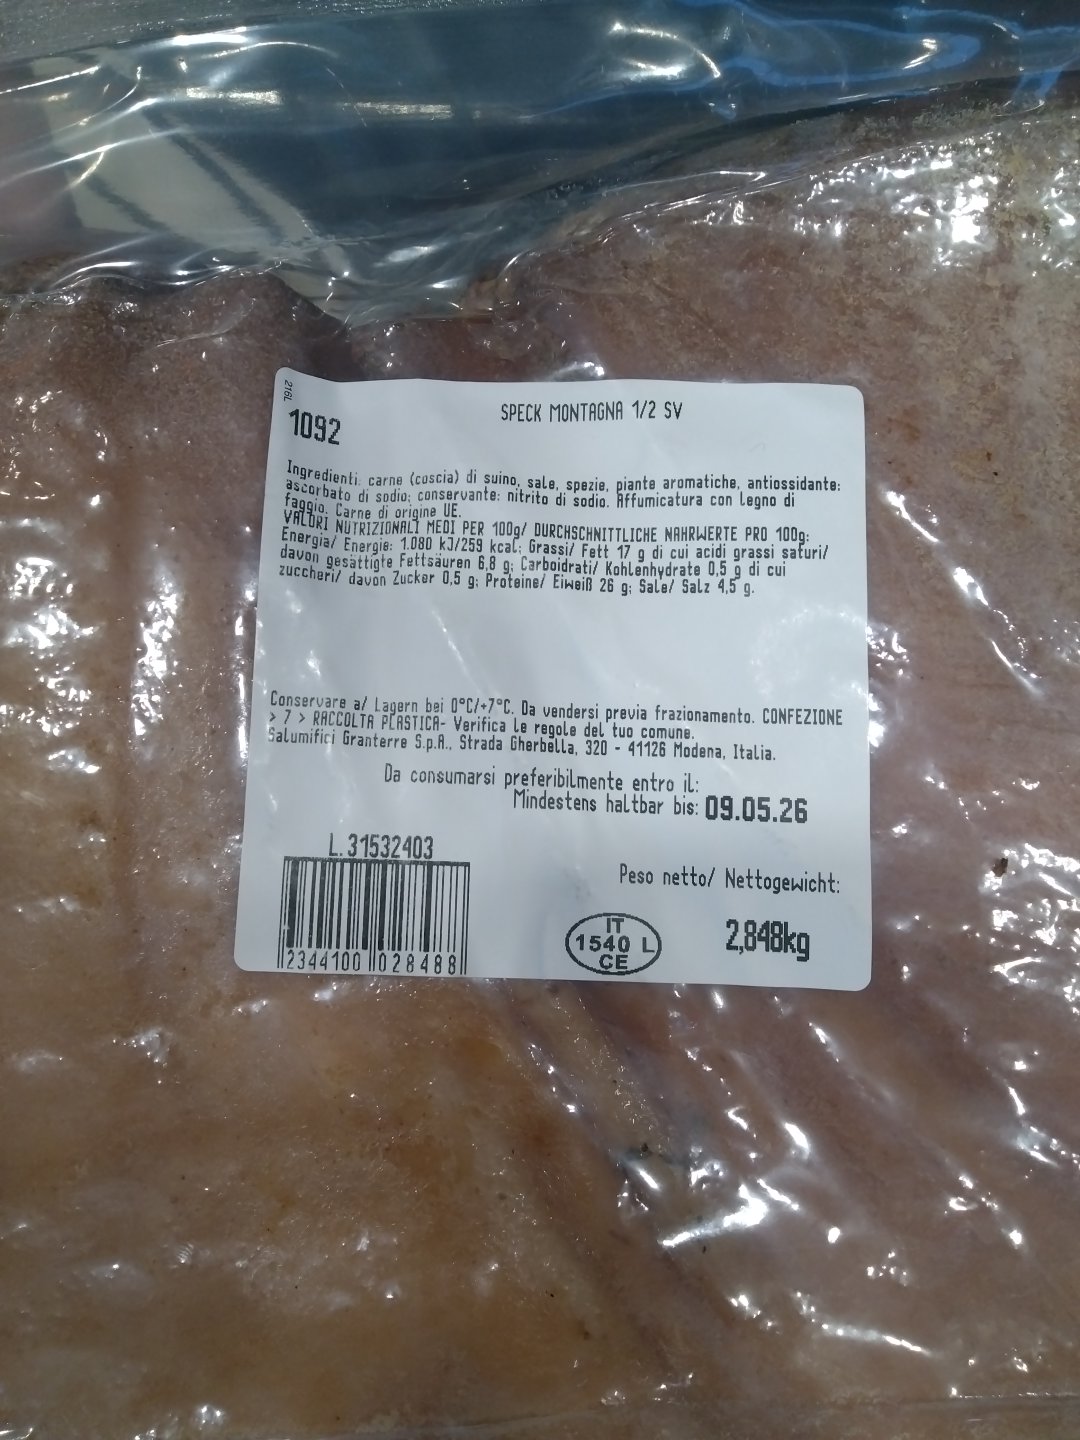 216L
1092
SPECK MONTAGNA 1/2 SV
Ingredienti: carne (coscia) di suino, sale, spezie, piante aromatiche, antiossidante:
ascorbato di sodio; conservante: nitrito di sodio. Affumicatura con legno di
faggio. Carne di origine UE.
VALORI NUTRIZIONALI MEDI PER 100g/ DURCHSCHNITTLICHE NAHRWERTE PRO 100g:
Energia/ Energie: 1.080 kJ/259 kcal; Grassi/ Fett 17 g di cui acidi grassi saturi/
davon gesättigte Fettsäuren 6,8 g; Carboidrati/ Kohlenhydrate 0,5 g di cui
zuccheri/ davon Zucker 0,5 g; Proteine/ Eiweiß 26 g; Sale/ Salz 4,5 g.
Conservare a/ Lagern bei 0°C/+7°C. Da vendersi previa frazionamento. CONFEZIONE
> 7 > RACCOLTA PLASTICA- Verifica le regole del tuo comune.
Salumifici Granterre S.p.A., Strada Gherbella, 320 - 41126 Modena, Italia.
Da consumarsi preferibilmente entro il:
Mindestens haltbar bis: 09.05.26
L.31532403
Peso netto/ Nettogewicht:
2,848kg
IT
1540 L
CE
2344100 028488